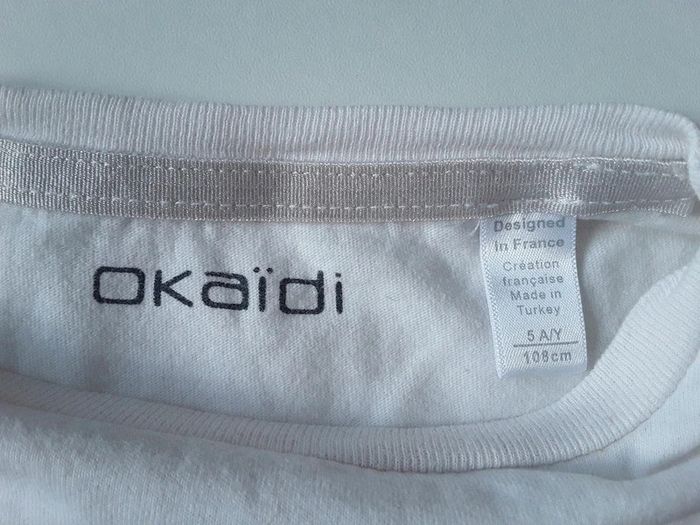 OKaïdi
Designed
in France
Création
française
Made in
Turkey
5 A/Y
108cm